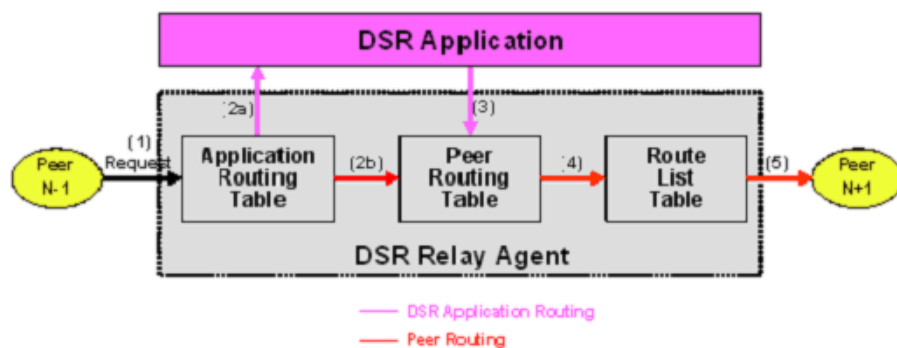 DSR Application
(2a)
(3)
(1)
Request
Peer
N-1
Application
Routing
Table
(2b)
Peer
Routing
Table
(4)
Route
List
Table
(5)
Peer
N+1
DSR Relay Agent
DSR Application Routing
Peer Routing